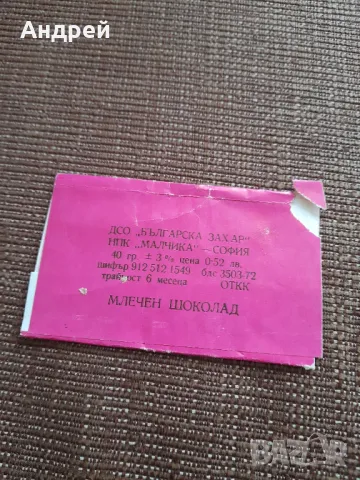 Андрей
ДСО „БЪЛГАРСКА ЗАХАР"
НПК „МАЛЧИКА" — СОФИЯ
40 гр. ± 3% цена 0·52 лв.
шифър 912 512 1549 бдс 3503-72
трайност 6 месеца ОТКК
МЛЕЧЕН ШОКОЛАД
BAZAR